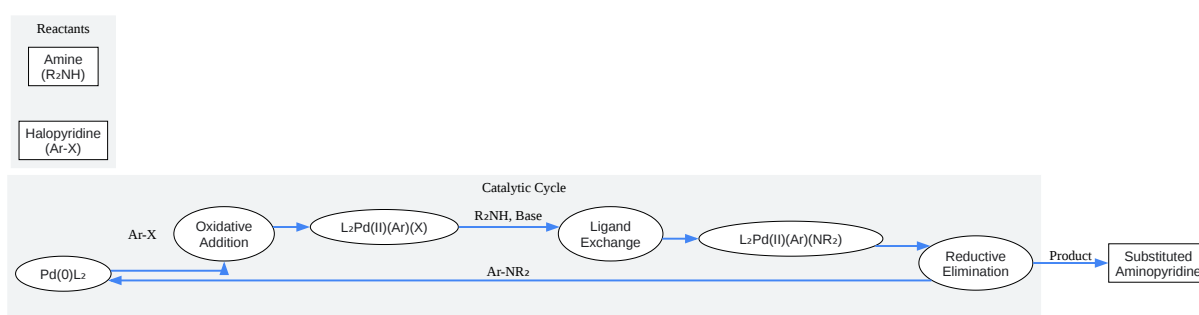 Reactants
Amine
(R₂NH)
Halopyridine
(Ar-X)
Catalytic Cycle
Ar-X
Oxidative
Addition
L₂Pd(II)(Ar)(X)
R₂NH, Base
Ligand
Exchange
L₂Pd(II)(Ar)(NR₂)
Reductive
Elimination
Product
Substituted
Aminopyridine
Pd(0)L₂
Ar-NR₂